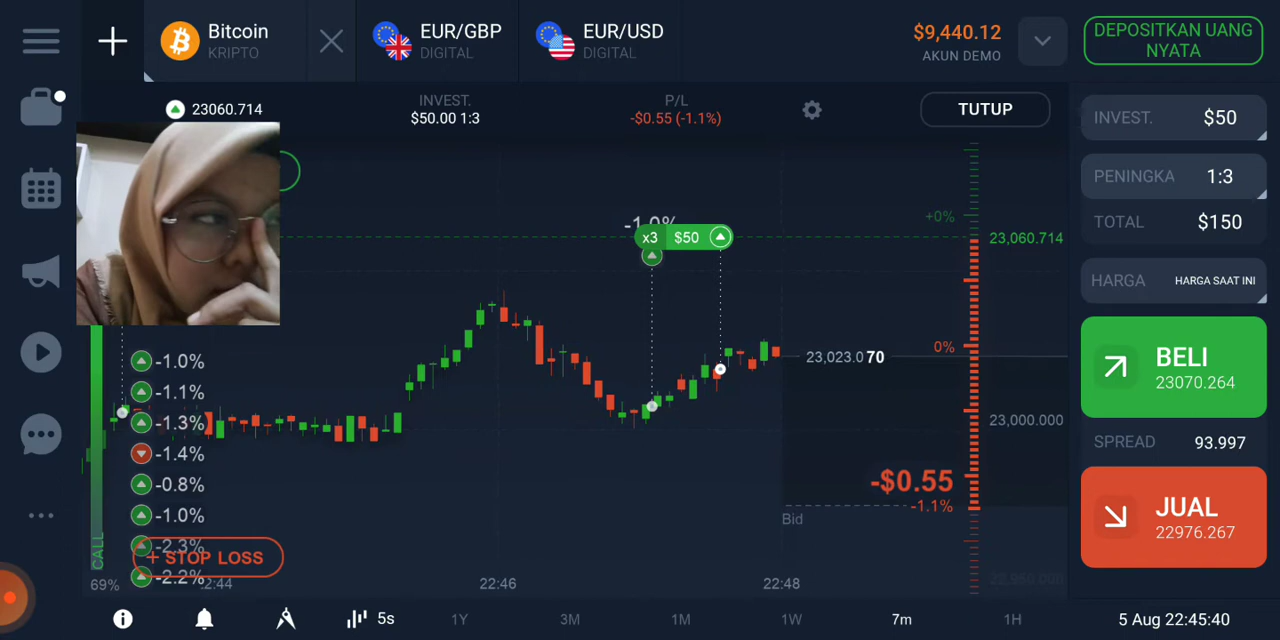 Bitcoin
KRIPTO
EUR/GBP
DIGITAL
EUR/USD
DIGITAL
$9,440.12
AKUN DEMO
DEPOSITKAN UANG
NYATA
23060.714
INVEST.
$50.00 1:3
P/L
-$0.55 (-1.1%)
TUTUP
INVEST. $50
PENINGKA 1:3
TOTAL $150
HARGA HARGA SAAT INI
BELI
23070.264
SPREAD 93.997
JUAL
22976.267
-1.0%
x3 $50
+0%
23,060.714
0%
23,023.070
23,000.000
-$0.55
-1.1%
Bid
22,950.000
-1.0%
-1.1%
-1.3%
-1.4%
-0.8%
-1.0%
-2.3%
+ STOP LOSS
-2.2%
CALL
69%
22:44
22:46
22:48
5s
1Y
3M
1M
1W
7m
1H
5 Aug 22:45:40